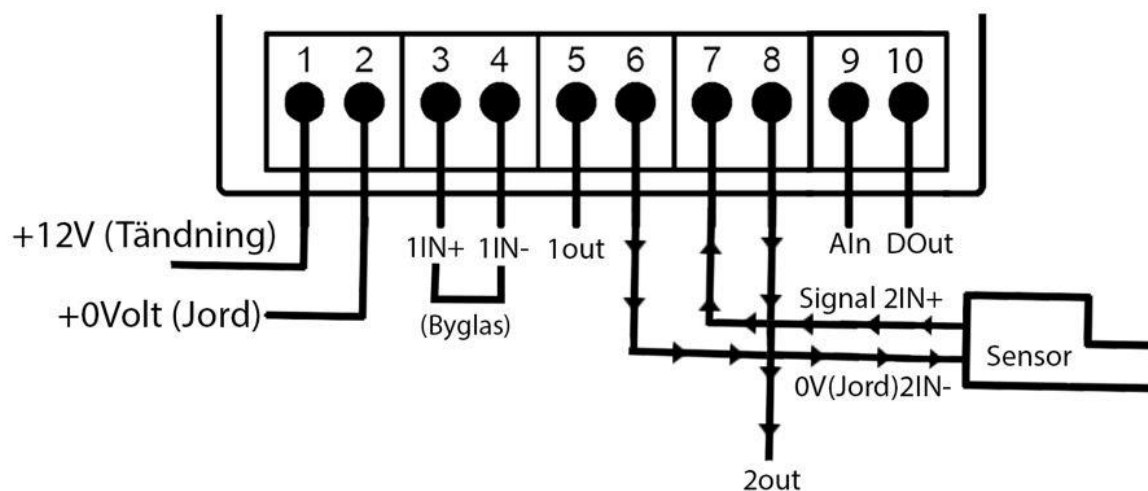 1 2 3 4 5 6 7 8 9 10
+12V (Tändning)
1IN+ 1IN- 1out AIn DOut
+0Volt (Jord)
(Byglas)
Signal 2IN+
Sensor
0V(Jord)2IN-
2out